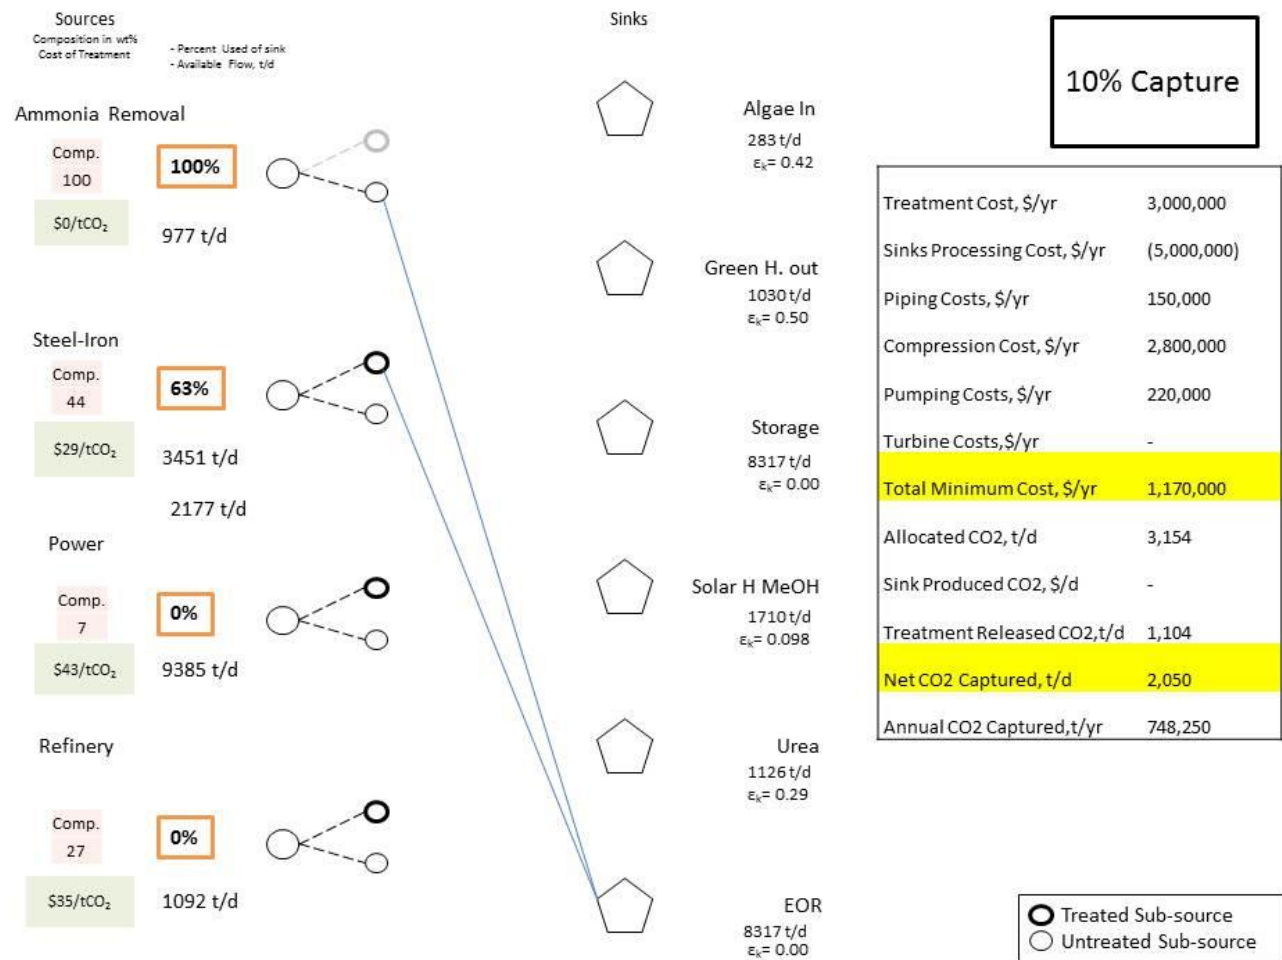 Sources
Composition in wt%
Cost of Treatment
- Percent Used of sink
- Available Flow, t/d
Sinks
10% Capture
Ammonia Removal
Comp.
100
100%
$0/tCO₂
977 t/d
Steel-Iron
Comp.
44
63%
$29/tCO₂
3451 t/d
2177 t/d
Power
Comp.
7
0%
$43/tCO₂
9385 t/d
Refinery
Comp.
27
0%
$35/tCO₂
1092 t/d
Algae In
283 t/d
εₖ= 0.42
Green H. out
1030 t/d
εₖ= 0.50
Storage
8317 t/d
εₖ= 0.00
Solar H MeOH
1710 t/d
εₖ= 0.098
Urea
1126 t/d
εₖ= 0.29
EOR
8317 t/d
εₖ= 0.00
Treatment Cost, $/yr 3,000,000
Sinks Processing Cost, $/yr (5,000,000)
Piping Costs, $/yr 150,000
Compression Cost, $/yr 2,800,000
Pumping Costs, $/yr 220,000
Turbine Costs,$/yr -
Total Minimum Cost, $/yr 1,170,000
Allocated CO2, t/d 3,154
Sink Produced CO2, $/d -
Treatment Released CO2,t/d 1,104
Net CO2 Captured, t/d 2,050
Annual CO2 Captured,t/yr 748,250
Treated Sub-source
Untreated Sub-source